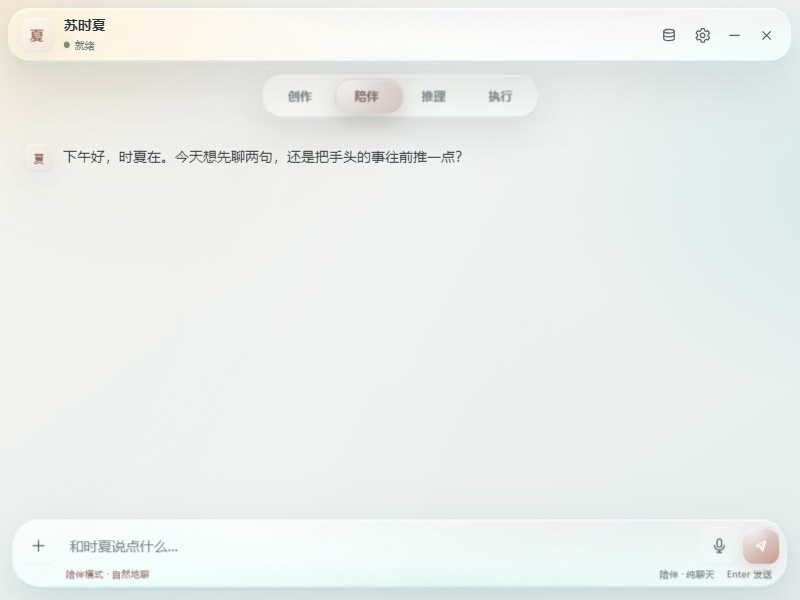 夏
苏时夏
就绪
创作 陪伴 推理 执行
夏
下午好，时夏在。今天想先聊两句，还是把手头的事往前推一点？
和时夏说点什么...
陪伴模式 · 自然地聊
陪伴 · 纯聊天 Enter 发送